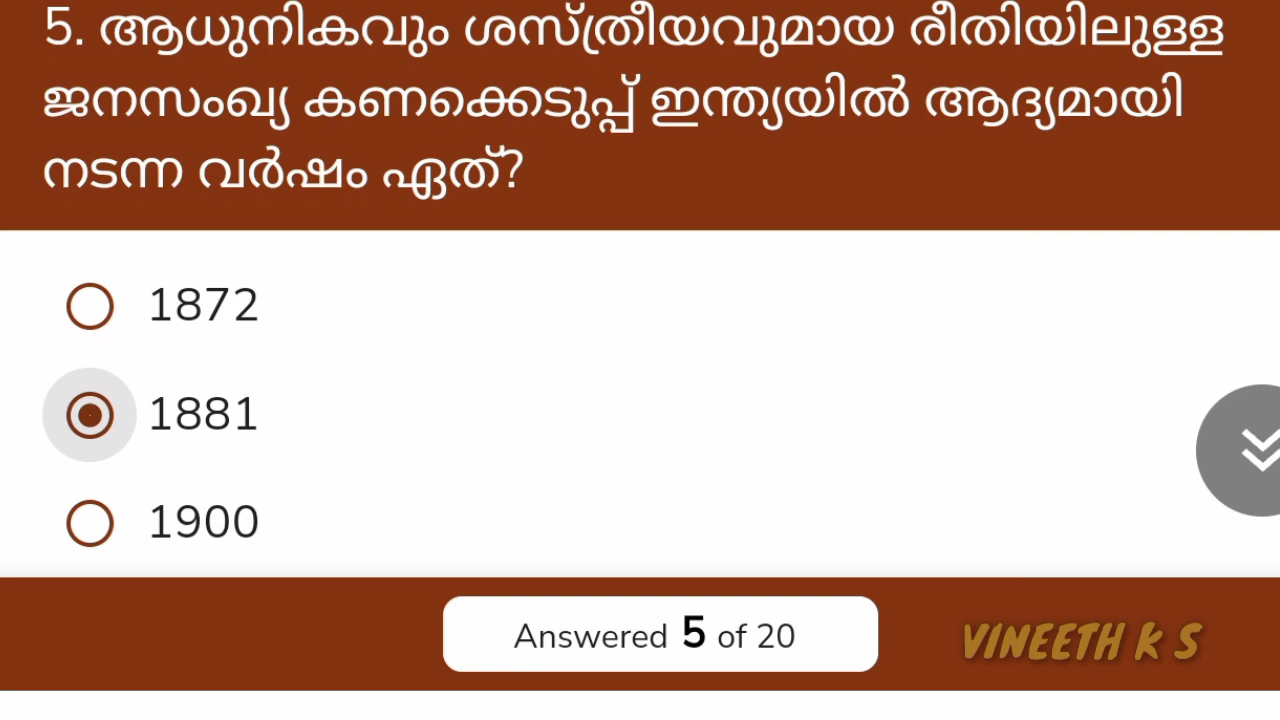 5. ആധുനികവും ശസ്ത്രീയവുമായ രീതിയിലുള്ള
ജനസംഖ്യ കണക്കെടുപ്പ് ഇന്ത്യയിൽ ആദ്യമായി
നടന്ന വർഷം ഏത്?
1872
1881
1900
Answered 5 of 20
VINEETH K S